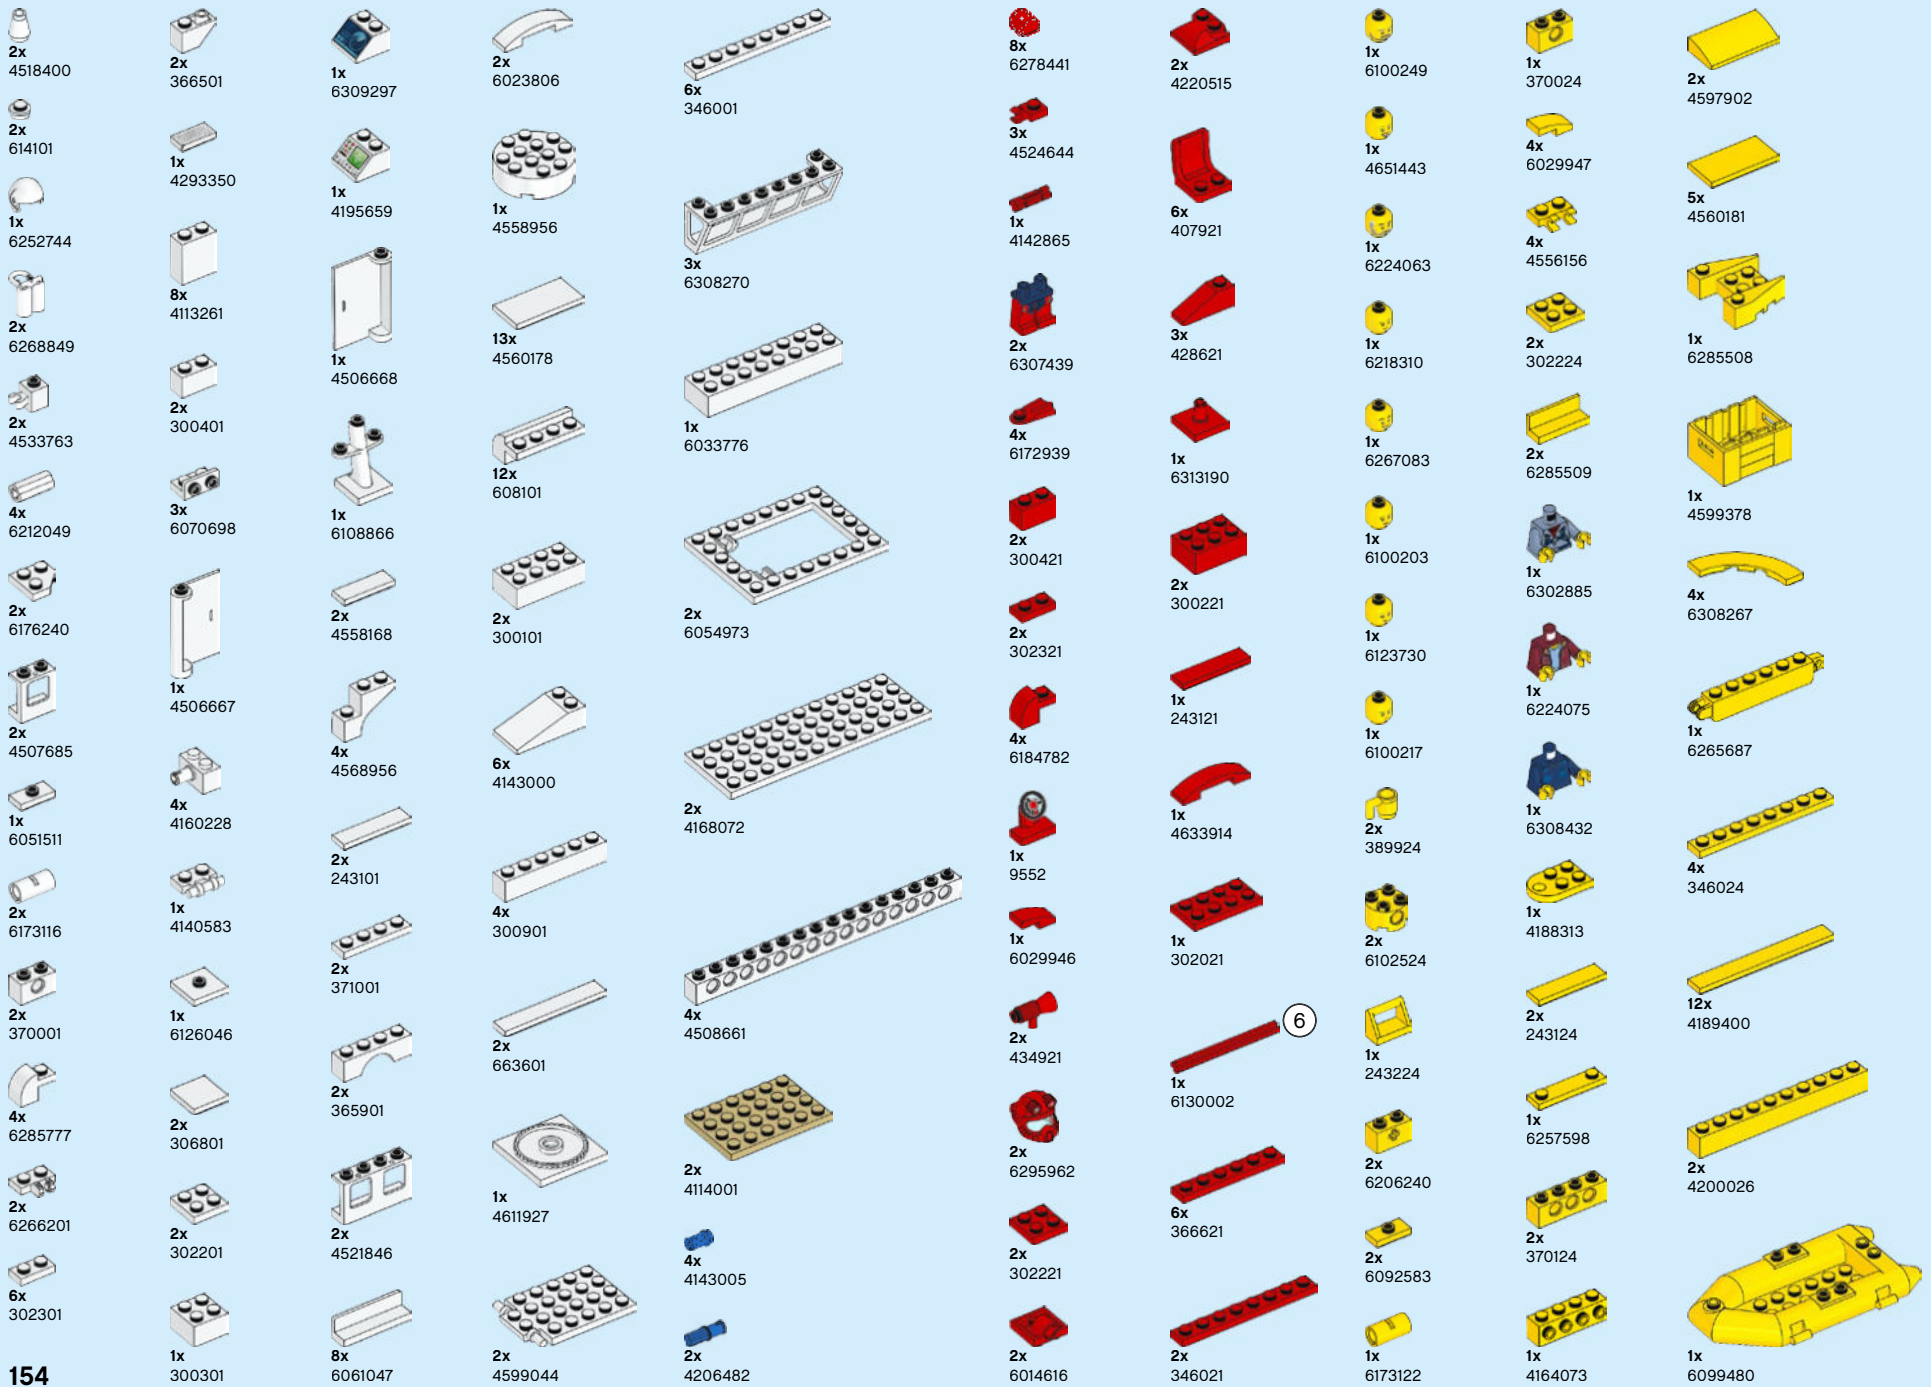 2x
4518400
2x
614101
1x
6252744
2x
6268849
2x
4533763
4x
6212049
2x
6176240
2x
4507685
1x
6051511
2x
6173116
2x
370001
4x
6285777
2x
6266201
6x
302301
154
2x
366501
1x
4293350
8x
4113261
2x
300401
3x
6070698
1x
4506667
4x
4160228
1x
4140583
1x
6126046
2x
306801
2x
302201
1x
300301
1x
6309297
1x
4195659
1x
4506668
1x
6108866
2x
4558168
4x
4568956
2x
243101
2x
371001
2x
365901
2x
4521846
8x
6061047
2x
6023806
1x
4558956
13x
4560178
12x
608101
2x
300101
6x
4143000
4x
300901
2x
663601
1x
4611927
2x
4599044
6x
346001
3x
6308270
1x
6033776
2x
6054973
2x
4168072
4x
4508661
2x
4114001
4x
4143005
2x
4206482
8x
6278441
3x
4524644
1x
4142865
2x
6307439
4x
6172939
2x
300421
2x
302321
4x
6184782
1x
9552
1x
6029946
2x
434921
2x
6295962
2x
302221
2x
6014616
2x
4220515
6x
407921
3x
428621
1x
6313190
2x
300221
1x
243121
1x
4633914
1x
302021
6
1x
6130002
6x
366621
2x
346021
1x
6100249
1x
4651443
1x
6224063
1x
6218310
1x
6267083
1x
6100203
1x
6123730
1x
6100217
2x
389924
2x
6102524
1x
243224
2x
6206240
2x
6092583
1x
6173122
1x
370024
4x
6029947
4x
4556156
2x
302224
2x
6285509
1x
6302885
1x
6224075
1x
6308432
1x
4188313
2x
243124
1x
6257598
2x
370124
1x
4164073
2x
4597902
5x
4560181
1x
6285508
1x
4599378
4x
6308267
1x
6265687
4x
346024
12x
4189400
2x
4200026
1x
6099480